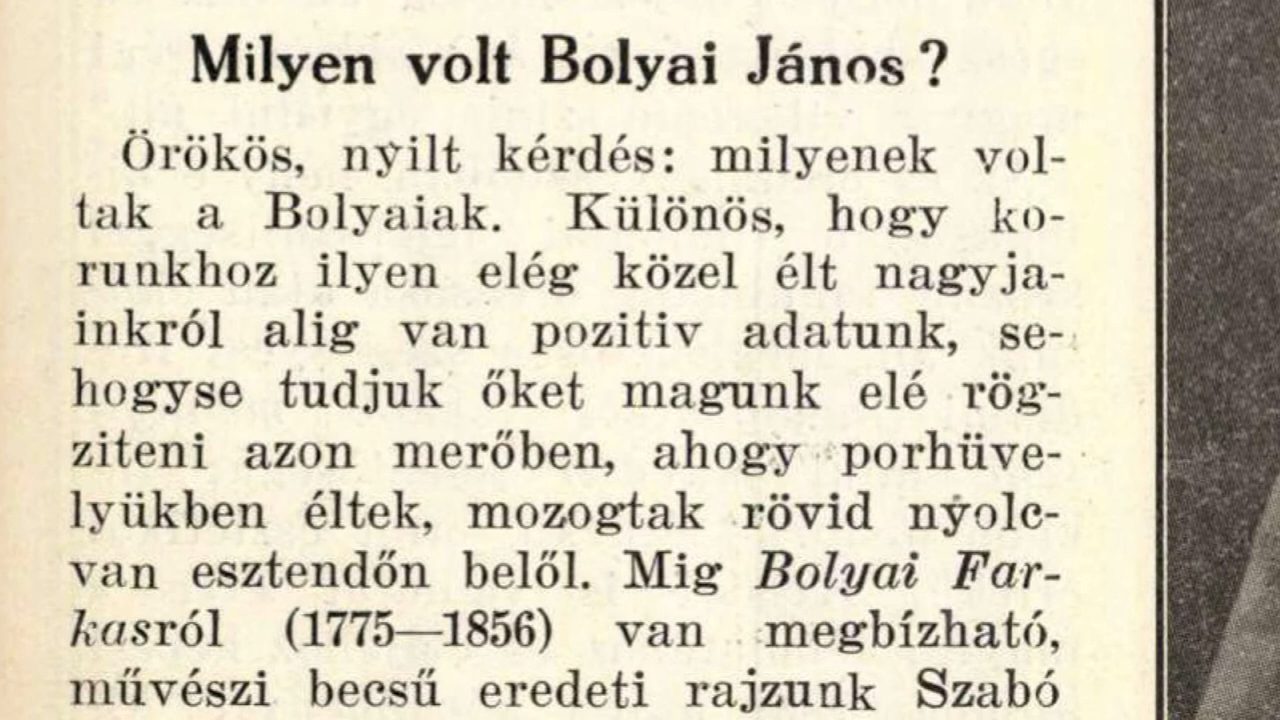 Milyen volt Bolyai János?
Örökös, nyilt kérdés: milyenek vol-
tak a Bolyaiak. Különös, hogy ko-
runkhoz ilyen elég közel élt nagyja-
inkról alig van pozitiv adatunk, se-
hogyse tudjuk őket magunk elé rög-
ziteni azon merőben, ahogy porhüve-
lyükben éltek, mozogtak rövid nyolc-
van esztendőn belől. Mig Bolyai Far-
kasról (1775—1856) van megbízható,
művészi becsű eredeti rajzunk Szabó